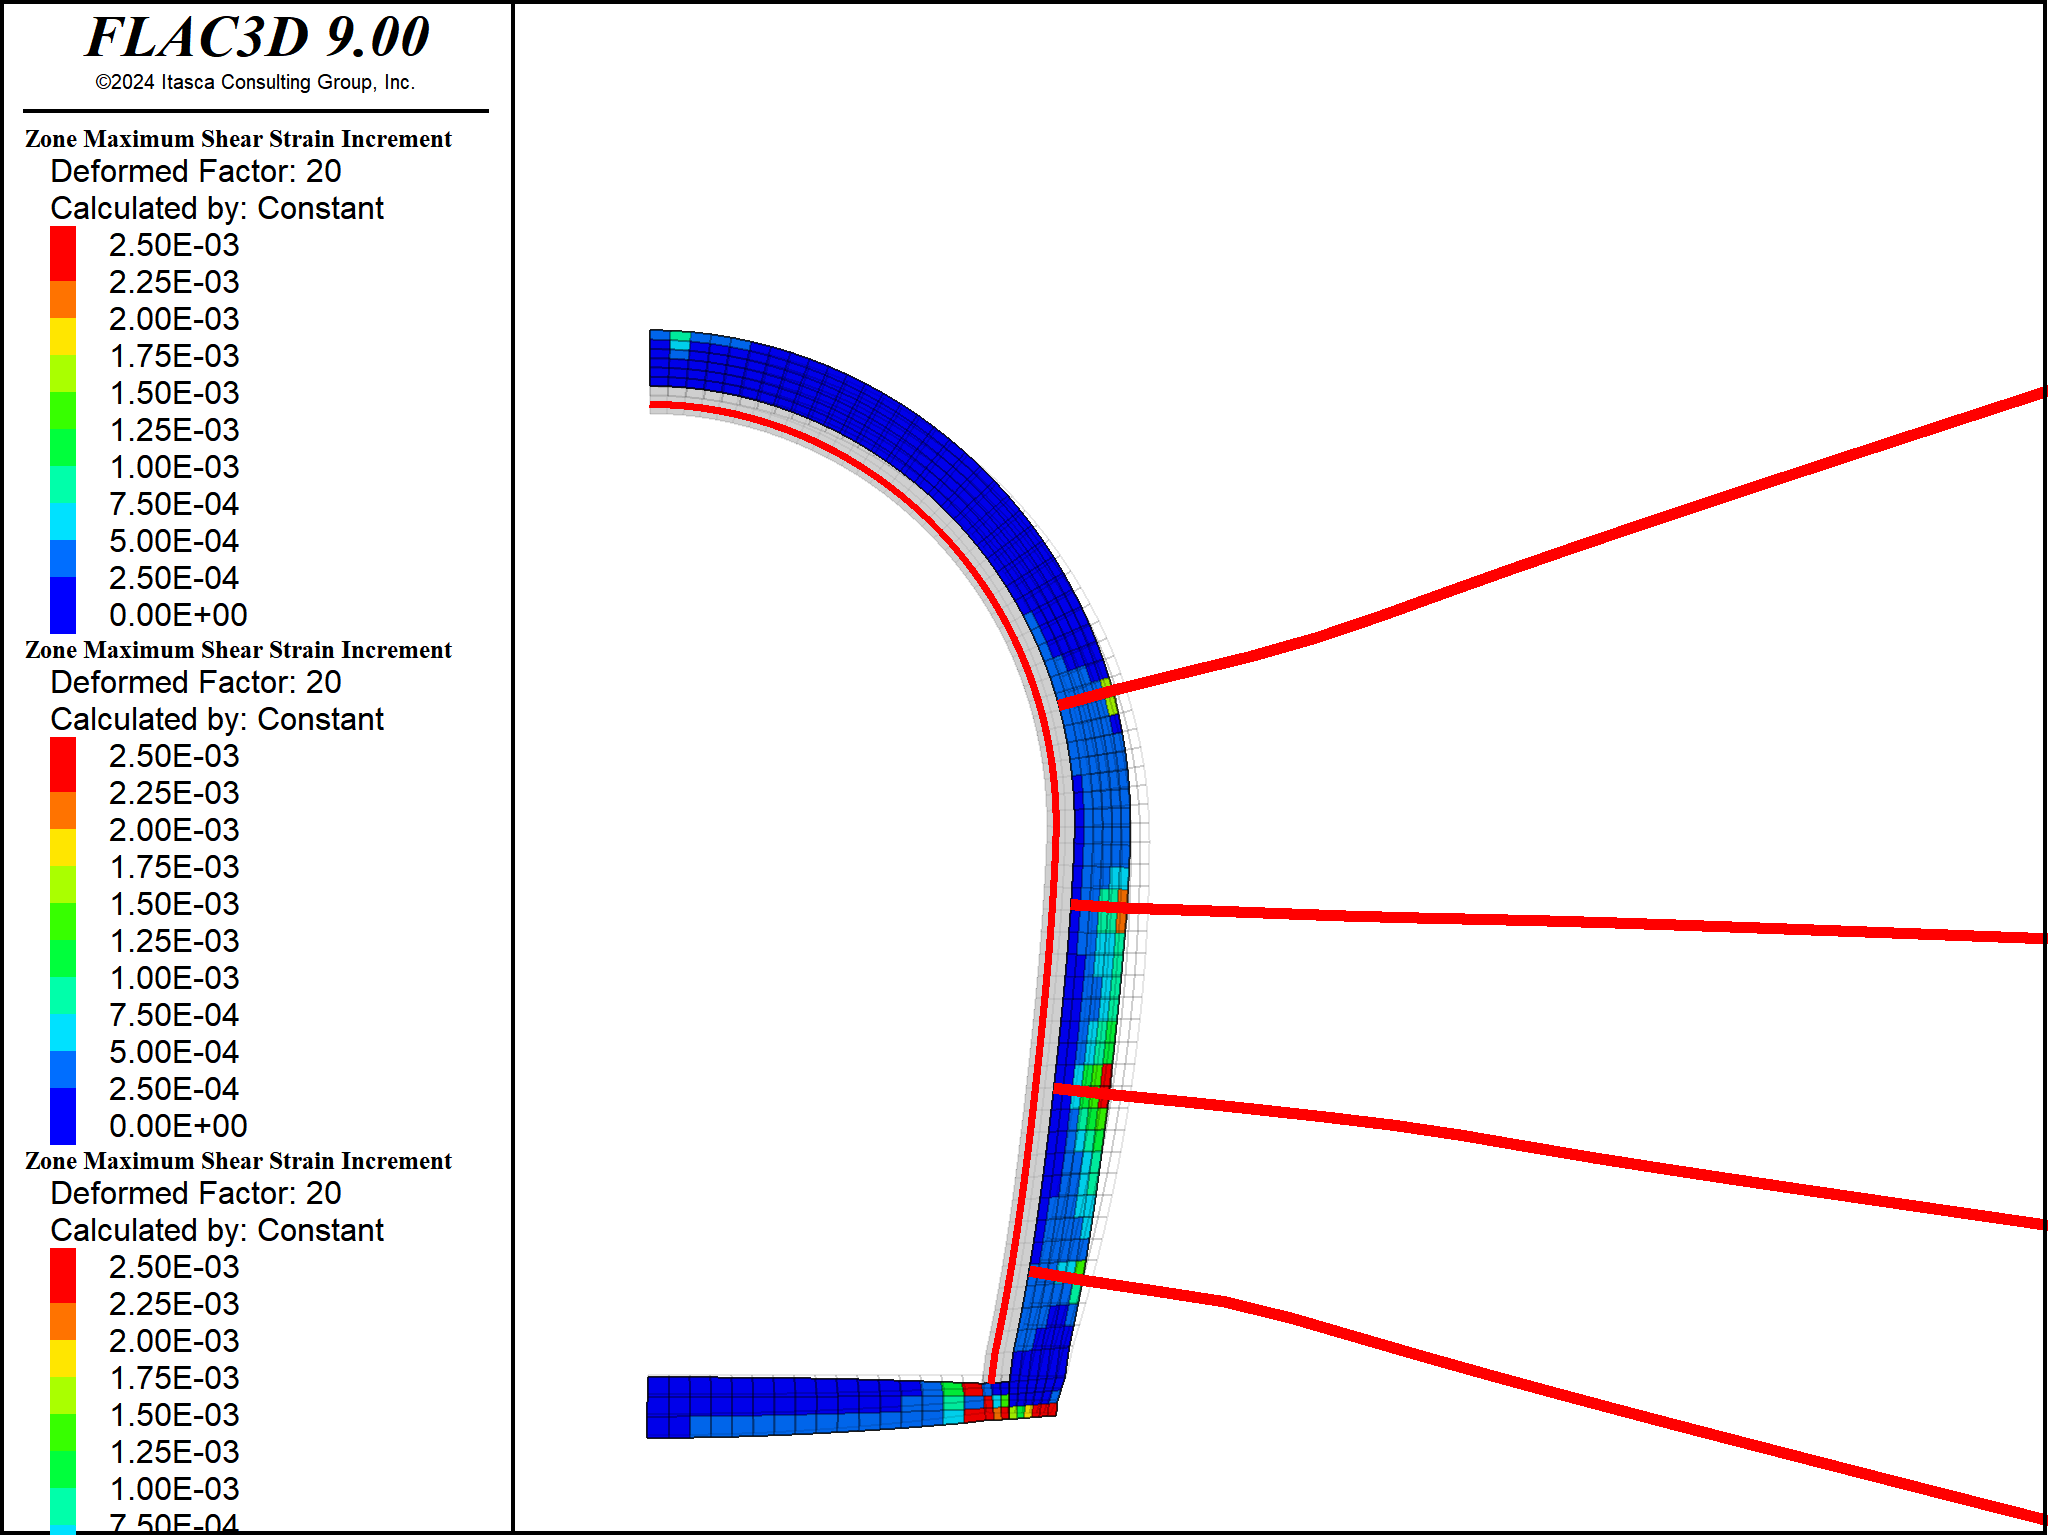 FLAC3D 9.00
©2024 Itasca Consulting Group, Inc.
Zone Maximum Shear Strain Increment
Deformed Factor: 20
Calculated by: Constant
2.50E-03
2.25E-03
2.00E-03
1.75E-03
1.50E-03
1.25E-03
1.00E-03
7.50E-04
5.00E-04
2.50E-04
0.00E+00
Zone Maximum Shear Strain Increment
Deformed Factor: 20
Calculated by: Constant
2.50E-03
2.25E-03
2.00E-03
1.75E-03
1.50E-03
1.25E-03
1.00E-03
7.50E-04
5.00E-04
2.50E-04
0.00E+00
Zone Maximum Shear Strain Increment
Deformed Factor: 20
Calculated by: Constant
2.50E-03
2.25E-03
2.00E-03
1.75E-03
1.50E-03
1.25E-03
1.00E-03
7.50E-04